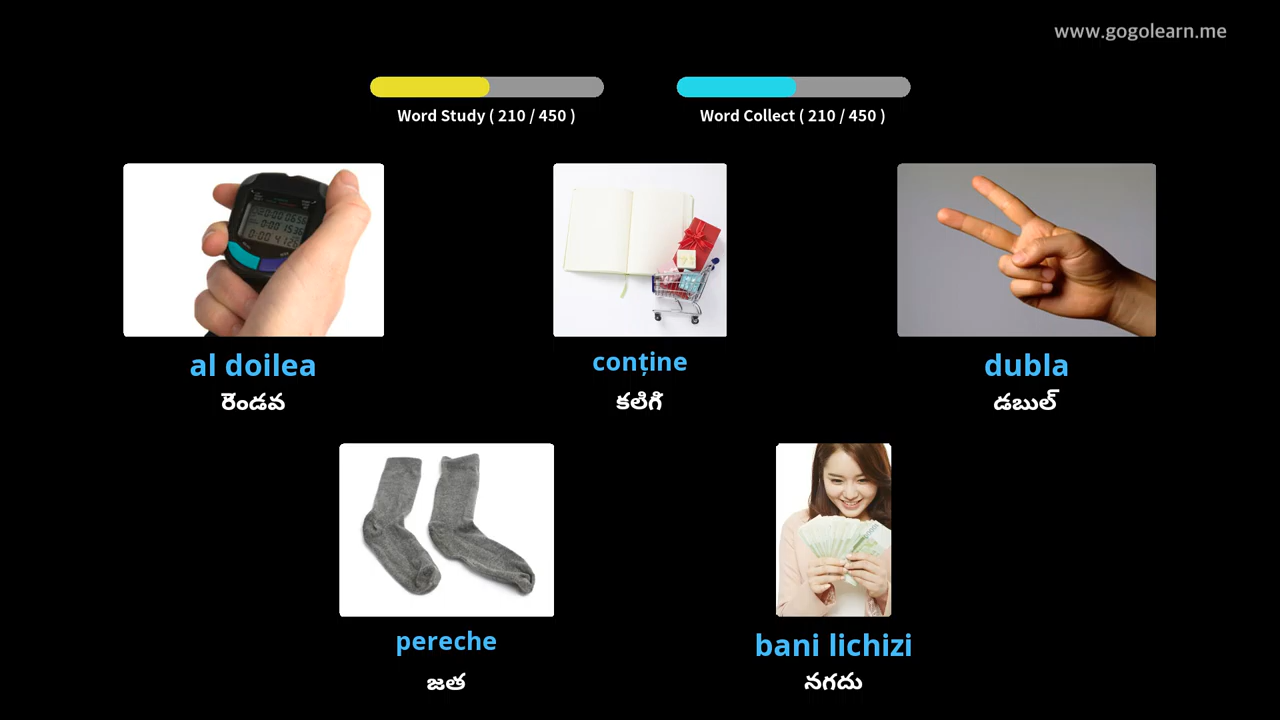 www.gogolearn.me
Word Study ( 210 / 450 )
Word Collect ( 210 / 450 )
al doilea
రెండవ
conține
కలిగి
dubla
డబుల్
pereche
జత
bani lichizi
నగదు